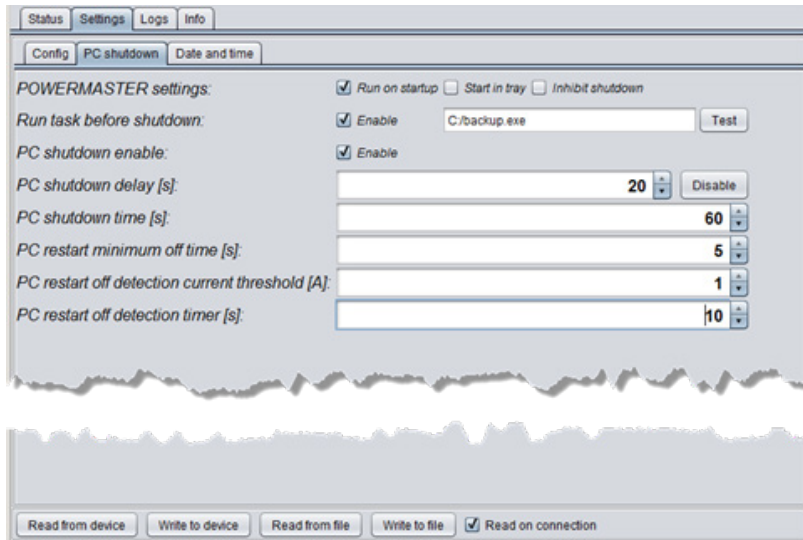 Status Settings Logs Info
Config PC shutdown Date and time
POWERMASTER settings: Run on startup Start in tray Inhibit shutdown
Run task before shutdown: Enable C:/backup.exe Test
PC shutdown enable: Enable
PC shutdown delay [s]: 20 Disable
PC shutdown time [s]: 60
PC restart minimum off time [s]: 5
PC restart off detection current threshold [A]: 1
PC restart off detection timer [s]: 10
Read from device Write to device Read from file Write to file Read on connection